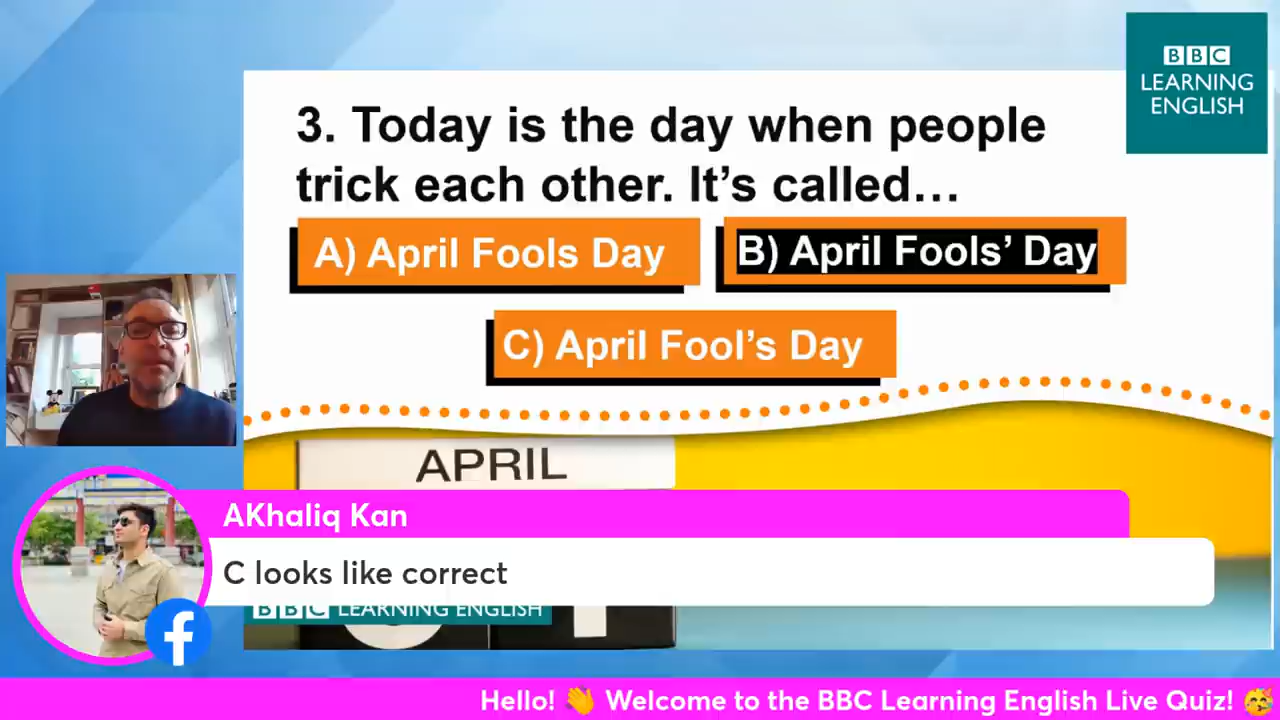 BBC
LEARNING
ENGLISH
3. Today is the day when people
trick each other. It’s called…
A) April Fools Day
B) April Fools’ Day
C) April Fool’s Day
APRIL
AKhaliq Kan
C looks like correct
BBC LEARNING ENGLISH
Hello! 👋 Welcome to the BBC Learning English Live Quiz! 🥳